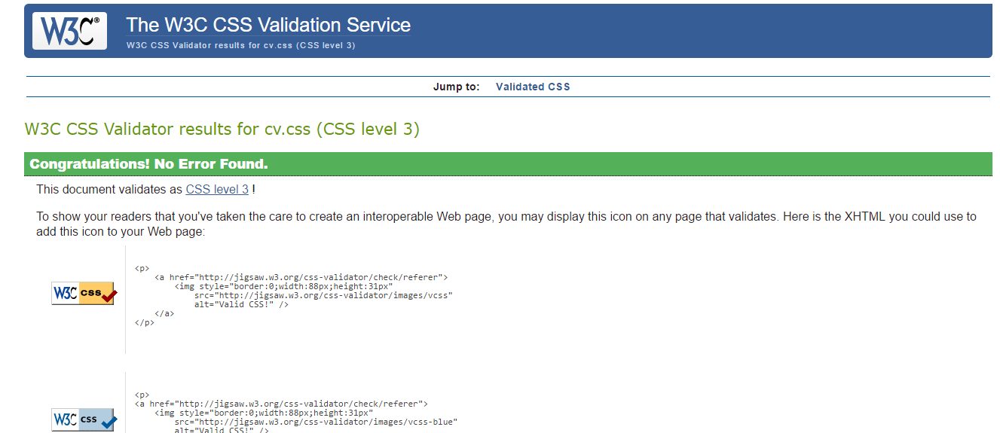 W3C®
The W3C CSS Validation Service
W3C CSS Validator results for cv.css (CSS level 3)
Jump to: Validated CSS
W3C CSS Validator results for cv.css (CSS level 3)
Congratulations! No Error Found.
This document validates as CSS level 3 !
To show your readers that you've taken the care to create an interoperable Web page, you may display this icon on any page that validates. Here is the XHTML you could use to
add this icon to your Web page:
W3C css
<p>
<a href="http://jigsaw.w3.org/css-validator/check/referer">
<img style="border:0;width:88px;height:31px"
src="http://jigsaw.w3.org/css-validator/images/vcss"
alt="Valid CSS!" />
</a>
</p>
W3C css
<p>
<a href="http://jigsaw.w3.org/css-validator/check/referer">
<img style="border:0;width:88px;height:31px"
src="http://jigsaw.w3.org/css-validator/images/vcss-blue"
alt="Valid CSS!" />